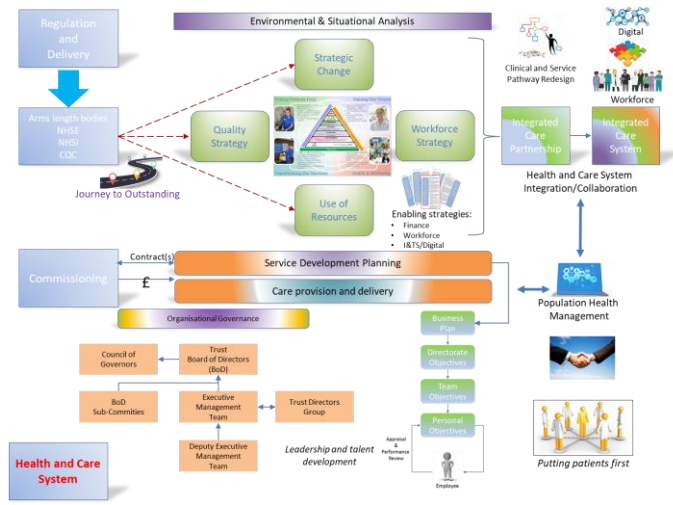 Regulation
and
Delivery
Environmental & Situational Analysis
Strategic
Change
Clinical and Service
Pathway Redesign
Digital
Workforce
Arms length bodies
NHSE
NHSI
CQC
Quality
Strategy
Workforce
Strategy
Integrated
Care
Partnership
Integrated
Care
System
Journey to Outstanding
Use of
Resources
Enabling strategies:
• Finance
• Workforce
• I&TS/Digital
Health and Care System
Integration/Collaboration
Commissioning
Contract(s)
£
Service Development Planning
Care provision and delivery
Organisational Governance
Population Health
Management
Business
Plan
Directorate
Objectives
Team
Objectives
Personal
Objectives
Appraisal
&
Performance
Review
Employee
Council of
Governors
Trust
Board of Directors
(BoD)
BoD
Sub-Commities
Executive
Management
Team
Trust Directors
Group
Deputy Executive
Management
Team
Leadership and talent
development
Putting patients first
Health and Care
System